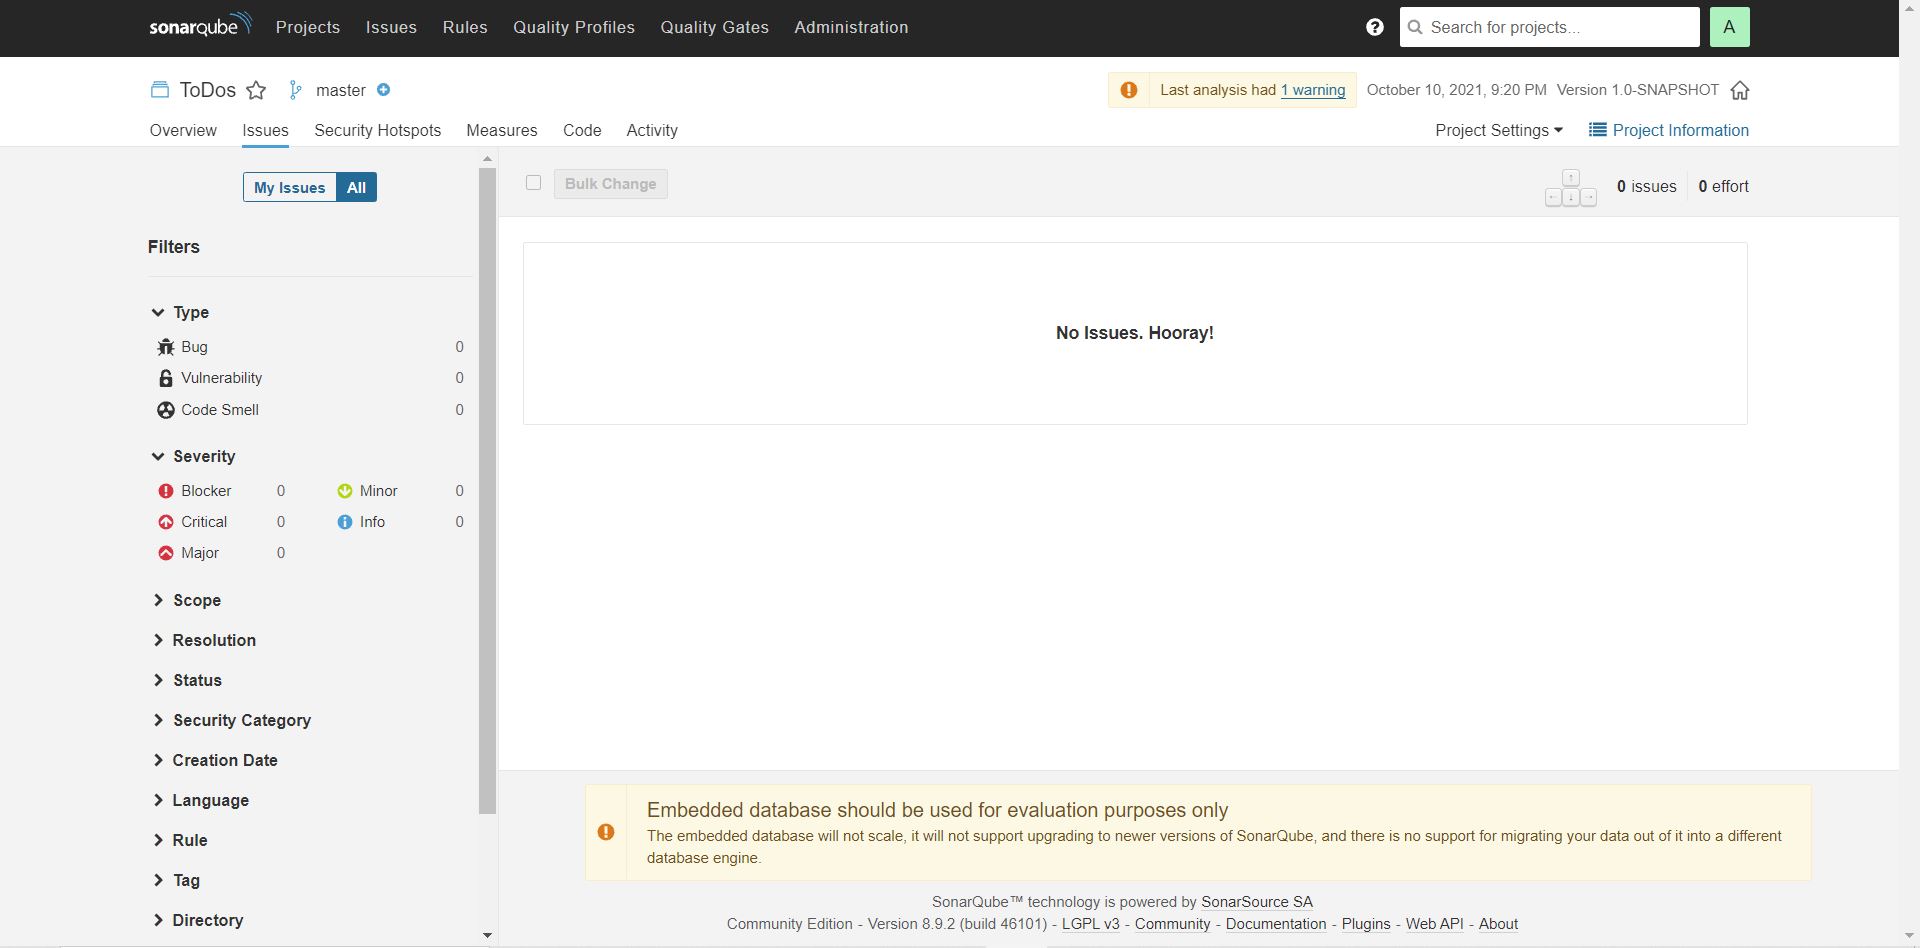 sonarqube Projects Issues Rules Quality Profiles Quality Gates Administration Search for projects... A
ToDos master Last analysis had 1 warning October 10, 2021, 9:20 PM Version 1.0-SNAPSHOT
Overview Issues Security Hotspots Measures Code Activity Project Settings Project Information
My Issues All
Bulk Change
0 issues 0 effort
Filters
Type
Bug 0
Vulnerability 0
Code Smell 0
Severity
Blocker 0 Minor 0
Critical 0 Info 0
Major 0
Scope
Resolution
Status
Security Category
Creation Date
Language
Rule
Tag
Directory
No Issues. Hooray!
Embedded database should be used for evaluation purposes only
The embedded database will not scale, it will not support upgrading to newer versions of SonarQube, and there is no support for migrating your data out of it into a different
database engine.
SonarQube™ technology is powered by SonarSource SA
Community Edition - Version 8.9.2 (build 46101) - LGPL v3 - Community - Documentation - Plugins - Web API - About